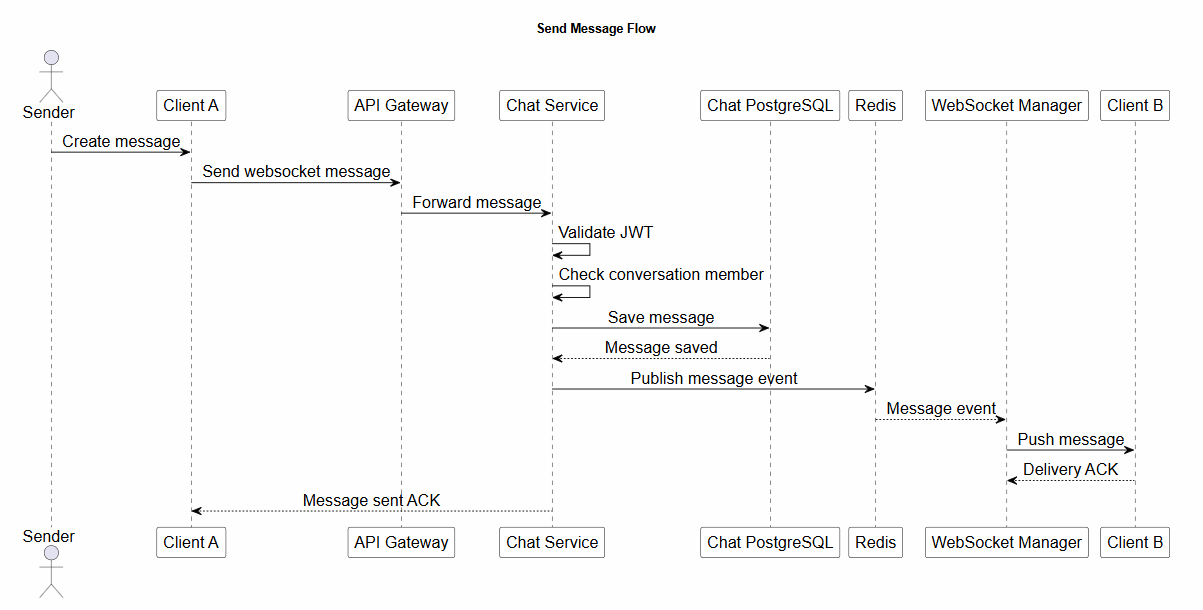 Send Message Flow
Sender
Client A
API Gateway
Chat Service
Chat PostgreSQL
Redis
WebSocket Manager
Client B
Create message
Send websocket message
Forward message
Validate JWT
Check conversation member
Save message
Message saved
Publish message event
Message event
Push message
Delivery ACK
Message sent ACK
Sender
Client A
API Gateway
Chat Service
Chat PostgreSQL
Redis
WebSocket Manager
Client B